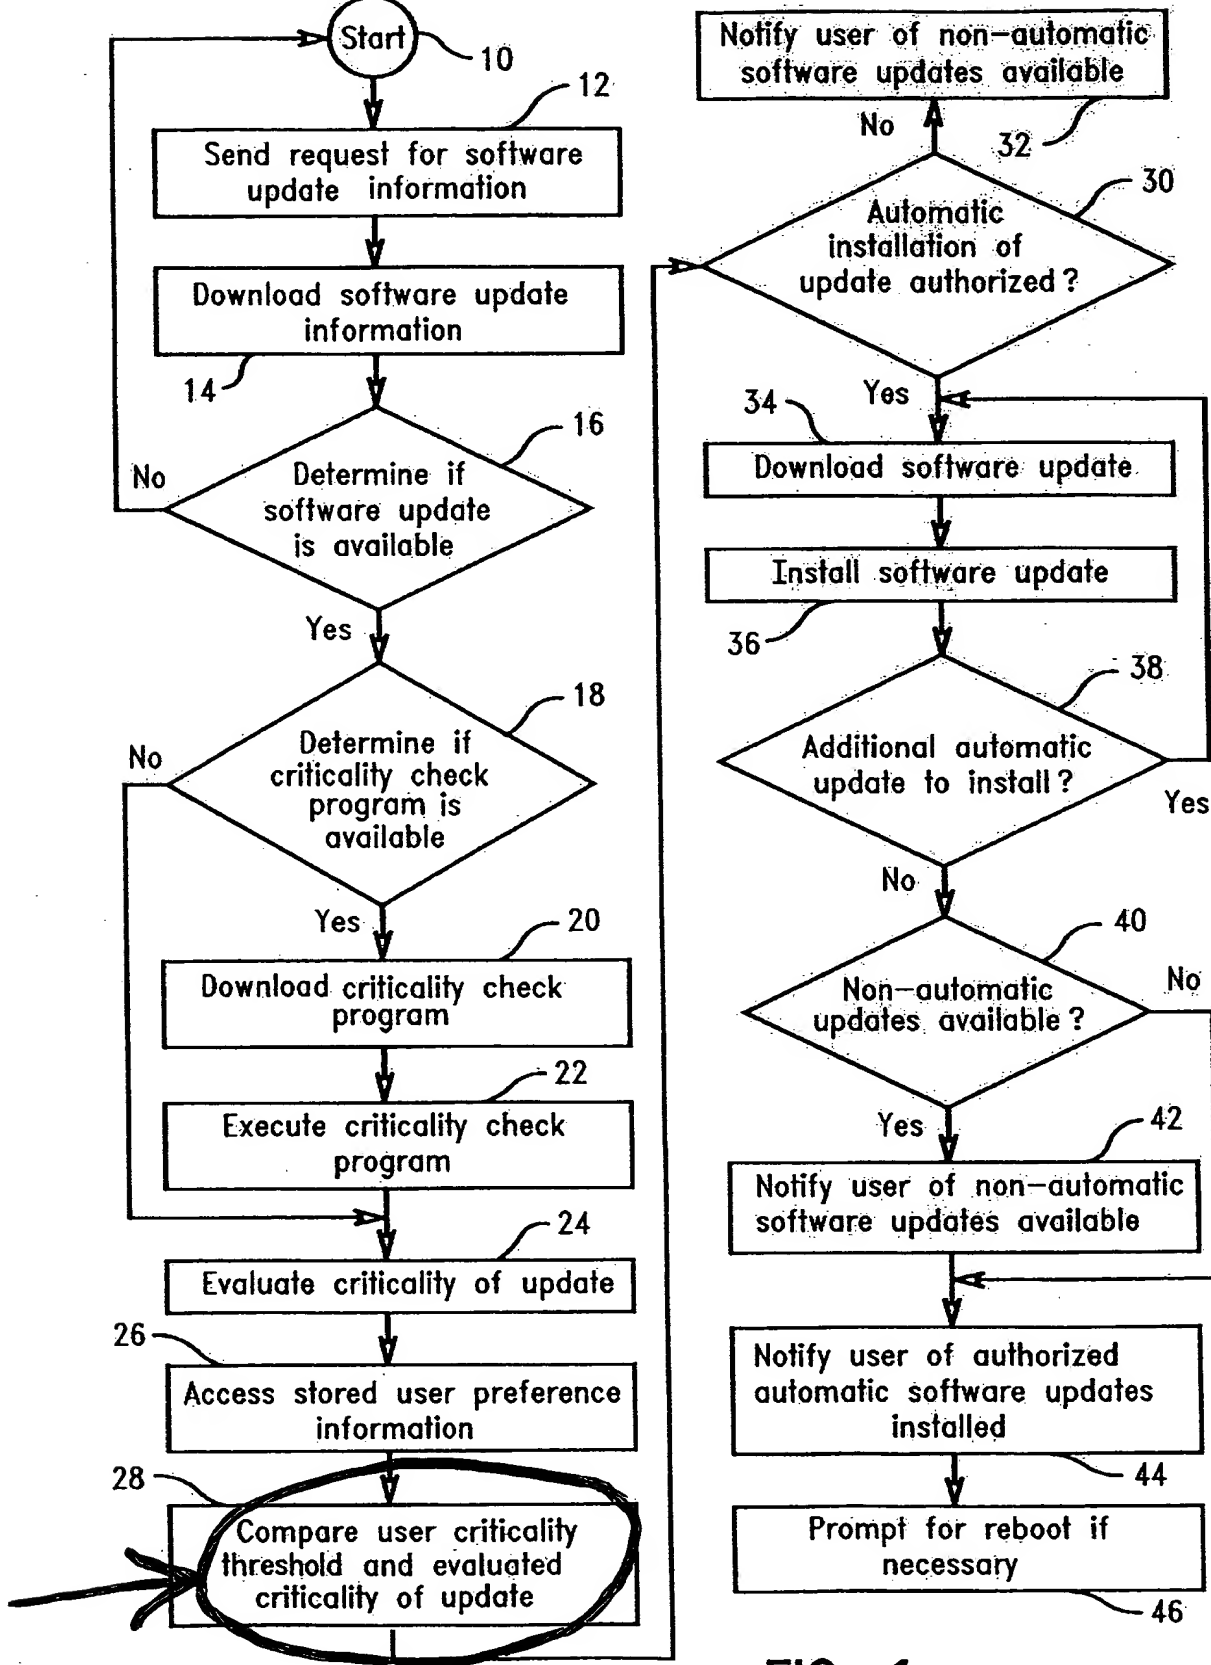 Start
10
12
Send request for software
update information
Download software update
information
14
16
Determine if
software update
is available
No
Yes
18
Determine if
criticality check
program is
available
No
Yes
20
Download criticality check
program
22
Execute criticality check
program
24
Evaluate criticality of update
26
Access stored user preference
information
28
Compare user criticality
threshold and evaluated
criticality of update
Notify user of non-automatic
software updates available
32
No
30
Automatic
installation of
update authorized?
Yes
34
Download software update
Install software update
36
38
Additional automatic
update to install?
Yes
No
40
Non-automatic
updates available?
No
Yes
42
Notify user of non-automatic
software updates available
Notify user of authorized
automatic software updates
installed
44
Prompt for reboot if
necessary
46